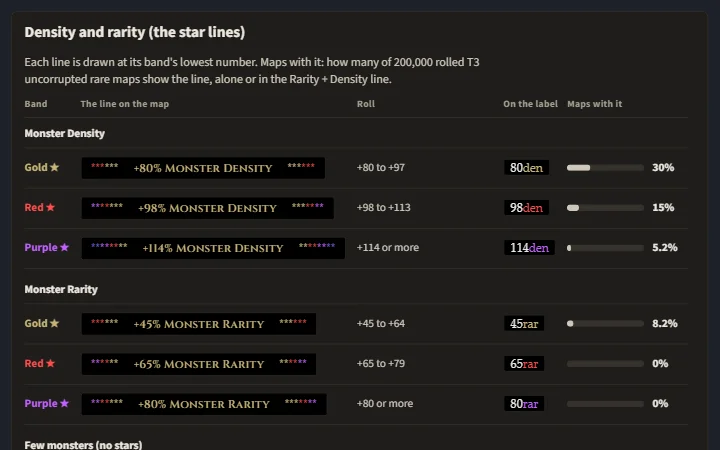 Density and rarity (the star lines)
Each line is drawn at its band's lowest number. Maps with it: how many of 200,000 rolled T3
uncorrupted rare maps show the line, alone or in the Rarity + Density line.
Band The line on the map Roll On the label Maps with it
Monster Density
Gold ★ ****** +80% Monster Density ****** +80 to +97 80den 30%
Red ★ ******* +98% Monster Density ******* +98 to +113 98den 15%
Purple ★ ******** +114% Monster Density ******** +114 or more 114den 5.2%
Monster Rarity
Gold ★ ****** +45% Monster Rarity ****** +45 to +64 45rar 8.2%
Red ★ ****** +65% Monster Rarity ****** +65 to +79 65rar 0%
Purple ★ ******* +80% Monster Rarity ******* +80 or more 80rar 0%
Few monsters (no stars)